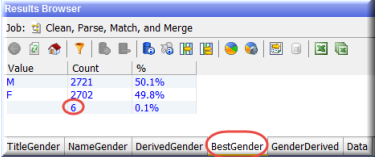 Results Browser
Job: Clean, Parse, Match, and Merge
Value Count %
M 2721 50.1%
F 2702 49.8%
6 0.1%
TitleGender NameGender DerivedGender BestGender GenderDerived Data